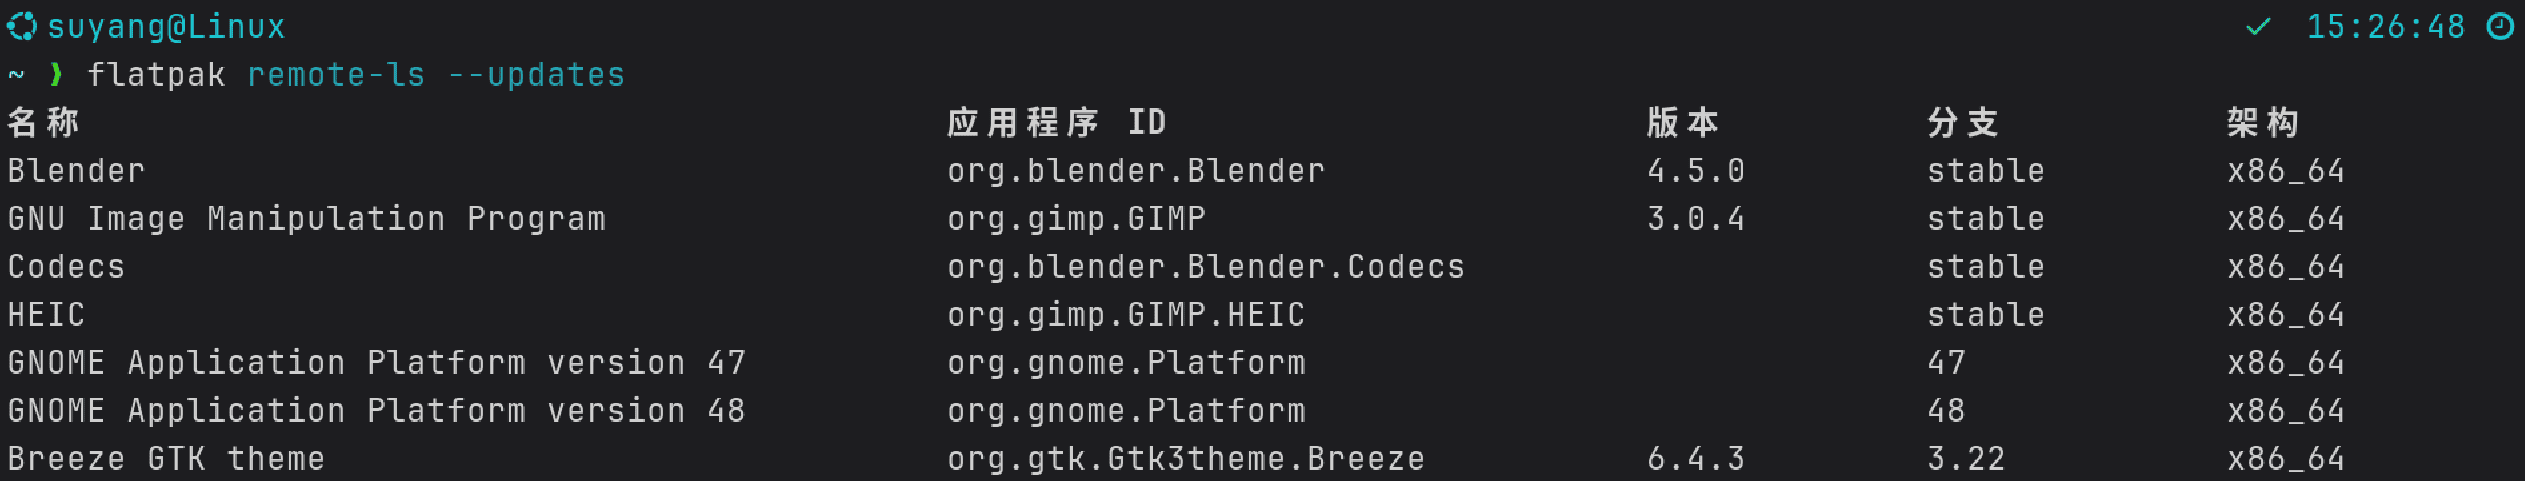 suyang@Linux ✓ 15:26:48
~ ❯ flatpak remote-ls --updates
名称 应用程序 ID 版本 分支 架构
Blender org.blender.Blender 4.5.0 stable x86_64
GNU Image Manipulation Program org.gimp.GIMP 3.0.4 stable x86_64
Codecs org.blender.Blender.Codecs stable x86_64
HEIC org.gimp.GIMP.HEIC stable x86_64
GNOME Application Platform version 47 org.gnome.Platform 47 x86_64
GNOME Application Platform version 48 org.gnome.Platform 48 x86_64
Breeze GTK theme org.gtk.Gtk3theme.Breeze 6.4.3 3.22 x86_64